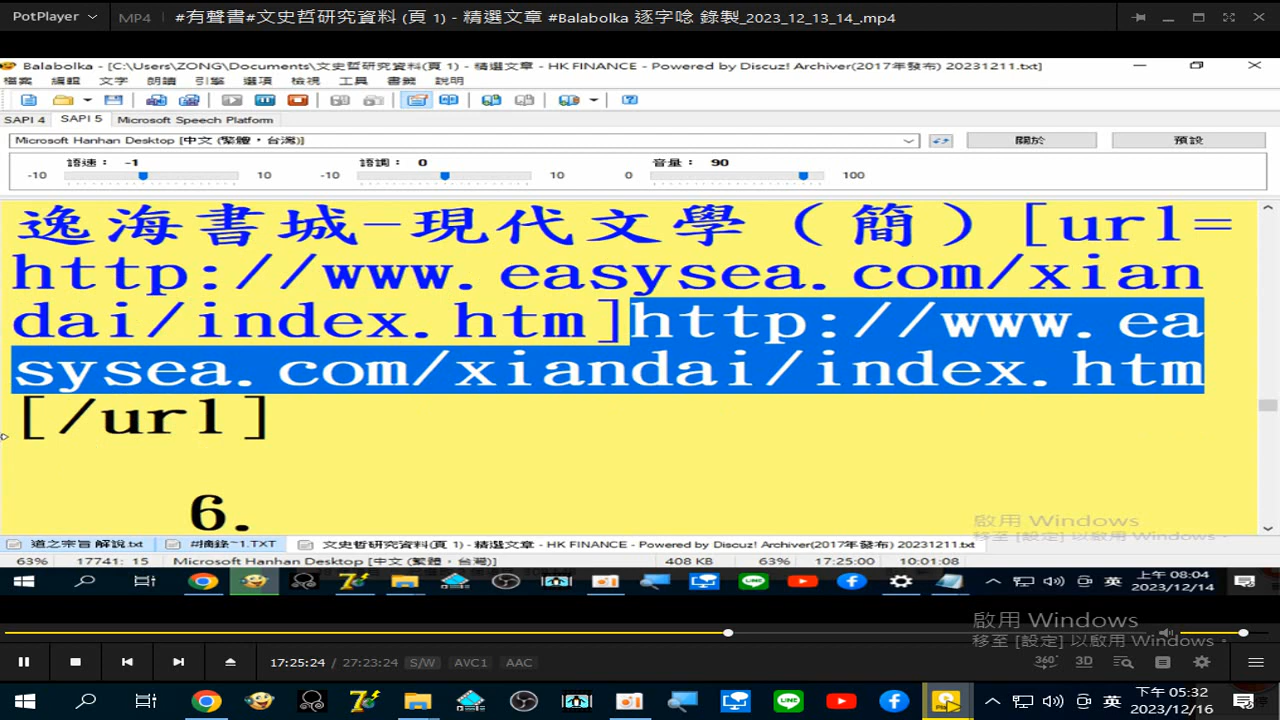 PotPlayer MP4 #有聲書#文史哲研究資料 (頁 1) - 精選文章 #Balabolka 逐字唸 錄製_2023_12_13_14_.mp4
Balabolka - [C:\Users\ZONG\Documents\文史哲研究資料(頁 1) - 精選文章 - HK FINANCE - Powered by Discuz! Archiver(2017年發布) 20231211.txt]
檔案 編輯 文字 朗讀 引擎 選項 檢視 工具 書籤 說明
SAPI 4 SAPI 5 Microsoft Speech Platform
Microsoft Hanhan Desktop [中文 (繁體，台灣)] 關於 預設
語速： -1 語調： 0 音量： 90
-10 10 -10 10 0 100
逸海書城-現代文學（簡）[url=
http://www.easysea.com/xian
dai/index.htm]http://www.ea
sysea.com/xiandai/index.htm
[/url]
6.
啟用 Windows
移至 [設定] 以啟用 Windows。
道之宗旨 解說.txt #摘錄~1.TXT 文史哲研究資料(頁 1) - 精選文章 - HK FINANCE - Powered by Discuz! Archiver(2017年發布) 20231211.txt
63% 17741: 15 Microsoft Hanhan Desktop [中文 (繁體，台灣)] 408 KB 63% 17:25:00 10:01:08
英 上午 08:04
2023/12/14
啟用 Windows
移至 [設定] 以啟用 Windows。
17:25:24 / 27:23:24 S/W AVC1 AAC 360° 3D
英 下午 05:32
2023/12/16